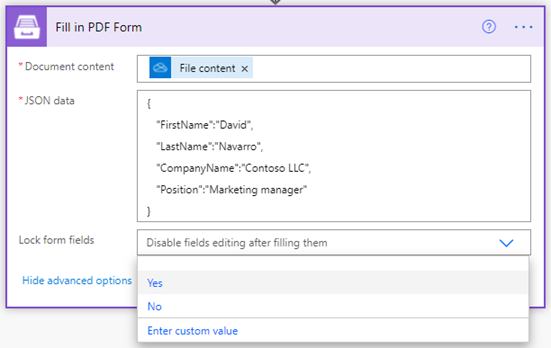 Fill in PDF Form
* Document content
File content ×
* JSON data
{
"FirstName":"David",
"LastName":"Navarro",
"CompanyName":"Contoso LLC",
"Position":"Marketing manager"
}
Lock form fields
Disable fields editing after filling them
Hide advanced options
Yes
No
Enter custom value